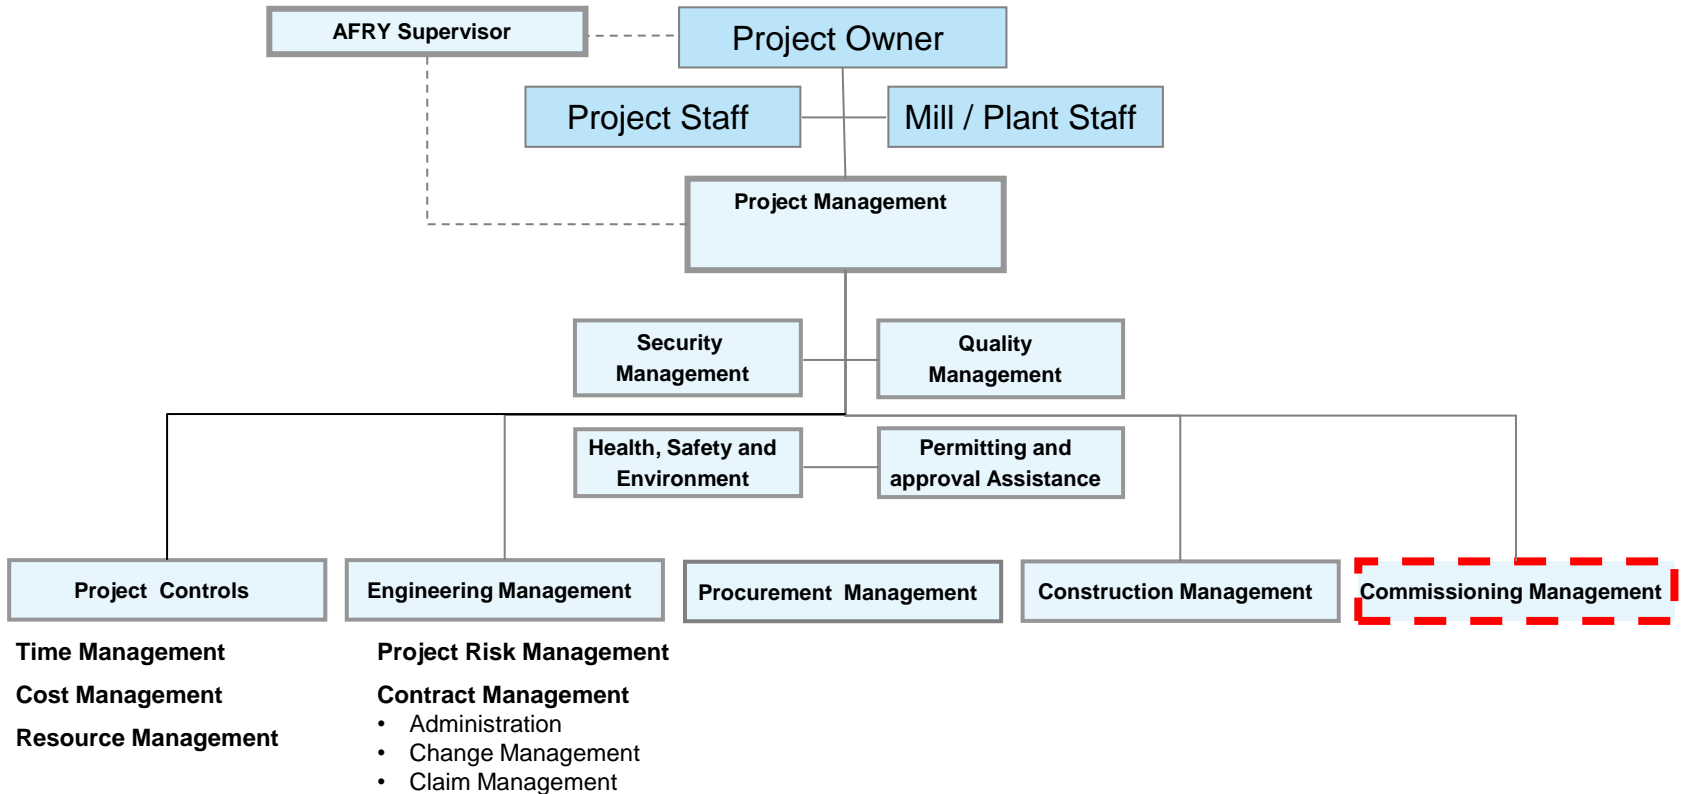 AFRY Supervisor
Project Owner
Project Staff
Mill / Plant Staff
Project Management
Security
Management
Quality
Management
Health, Safety and
Environment
Permitting and
approval Assistance
Project Controls
Engineering Management
Procurement Management
Construction Management
Commissioning Management
Time Management
Cost Management
Resource Management
Project Risk Management
Contract Management
• Administration
• Change Management
• Claim Management